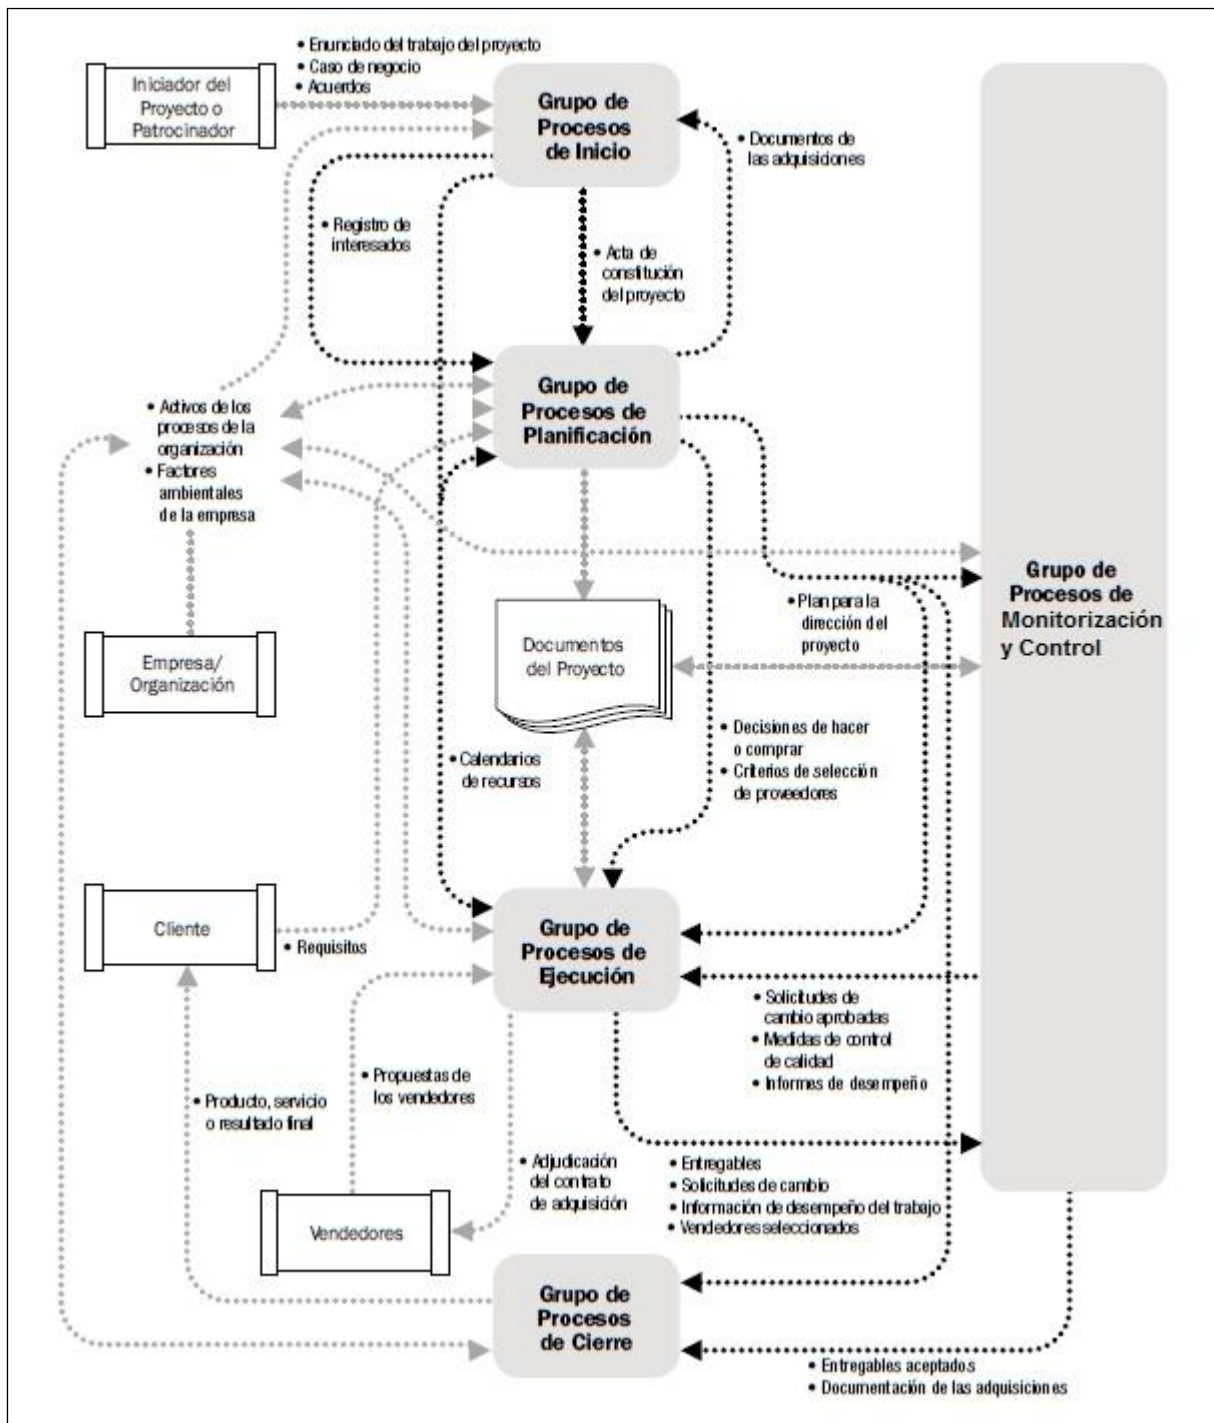 • Enunciado del trabajo del proyecto
• Caso de negocio
• Acuerdos
Iniciador del
Proyecto o
Patrocinador
Grupo de
Procesos
de Inicio
• Documentos de
las adquisiciones
• Registro de
interesados
• Acta de
constitución
del proyecto
Grupo de
Procesos de
Planificación
• Activos de los
procesos de la
organización
• Factores
ambientales
de la empresa
Grupo de
Procesos de
Monitorización
y Control
• Plan para la
dirección del
proyecto
Documentos
del Proyecto
Empresa/
Organización
• Decisiones de hacer
o comprar
• Criterios de selección
de proveedores
• Calendarios
de recursos
Cliente
• Requisitos
Grupo de
Procesos de
Ejecución
• Solicitudes de
cambio aprobadas
• Medidas de control
de calidad
• Informes de desempeño
• Propuestas de
los vendedores
• Producto, servicio
o resultado final
• Adjudicación
del contrato
de adquisición
• Entregables
• Solicitudes de cambio
• Información de desempeño del trabajo
• Vendedores seleccionados
Vendedores
Grupo de
Procesos
de Cierre
• Entregables aceptados
• Documentación de las adquisiciones